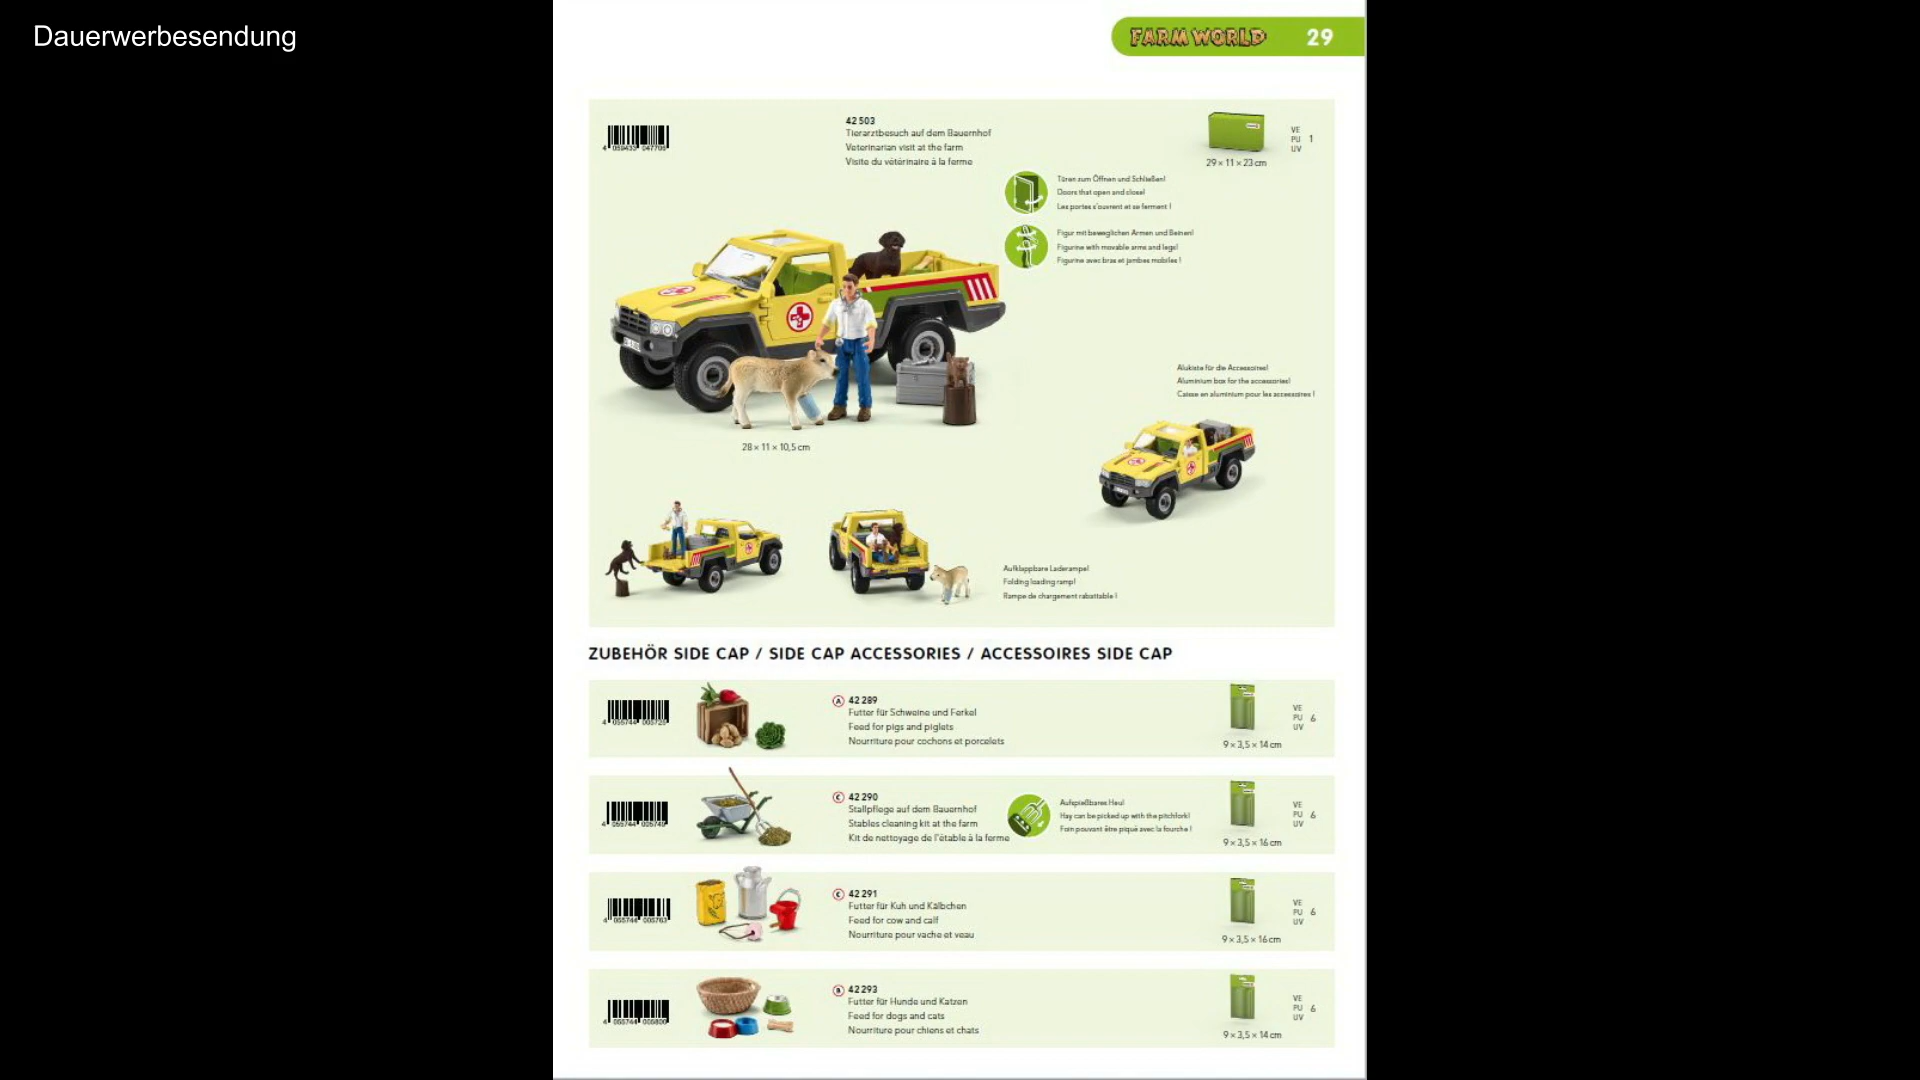 Dauerwerbesendung
FARM WORLD 29
42 503
Tierarztbesuch auf dem Bauernhof
Veterinarian visit at the farm
Visite du vétérinaire à la ferme
VE
PU 1
UV
29 × 11 × 23 cm
Türen zum Öffnen und Schließen!
Doors that open and close!
Les portes s'ouvrent et se ferment !
Figur mit beweglichen Armen und Beinen!
Figurine with movable arms and legs!
Figurine avec bras et jambes mobiles !
Alukiste für die Accessoires!
Aluminium box for the accessories!
Caisse en aluminium pour les accessoires !
28 × 11 × 10,5 cm
Aufklappbare Laderampe!
Folding loading ramp!
Rampe de chargement rabattable !
ZUBEHÖR SIDE CAP / SIDE CAP ACCESSORIES / ACCESSOIRES SIDE CAP
A 42 289
Futter für Schweine und Ferkel
Feed for pigs and piglets
Nourriture pour cochons et porcelets
VE
PU 6
UV
9 × 3,5 × 14 cm
C 42 290
Stallpflege auf dem Bauernhof
Stables cleaning kit at the farm
Kit de nettoyage de l'étable à la ferme
Aufspießbares Heu!
Hay can be picked up with the pitchfork!
Foin pouvant être piqué avec la fourche !
VE
PU 6
UV
9 × 3,5 × 16 cm
C 42 291
Futter für Kuh und Kälbchen
Feed for cow and calf
Nourriture pour vache et veau
VE
PU 6
UV
9 × 3,5 × 16 cm
B 42 293
Futter für Hunde und Katzen
Feed for dogs and cats
Nourriture pour chiens et chats
VE
PU 6
UV
9 × 3,5 × 14 cm